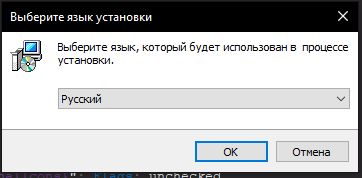 Выберите язык установки
Выберите язык, который будет использован в процессе
установки.
Русский
OK
Отмена
": Flags: unchecked